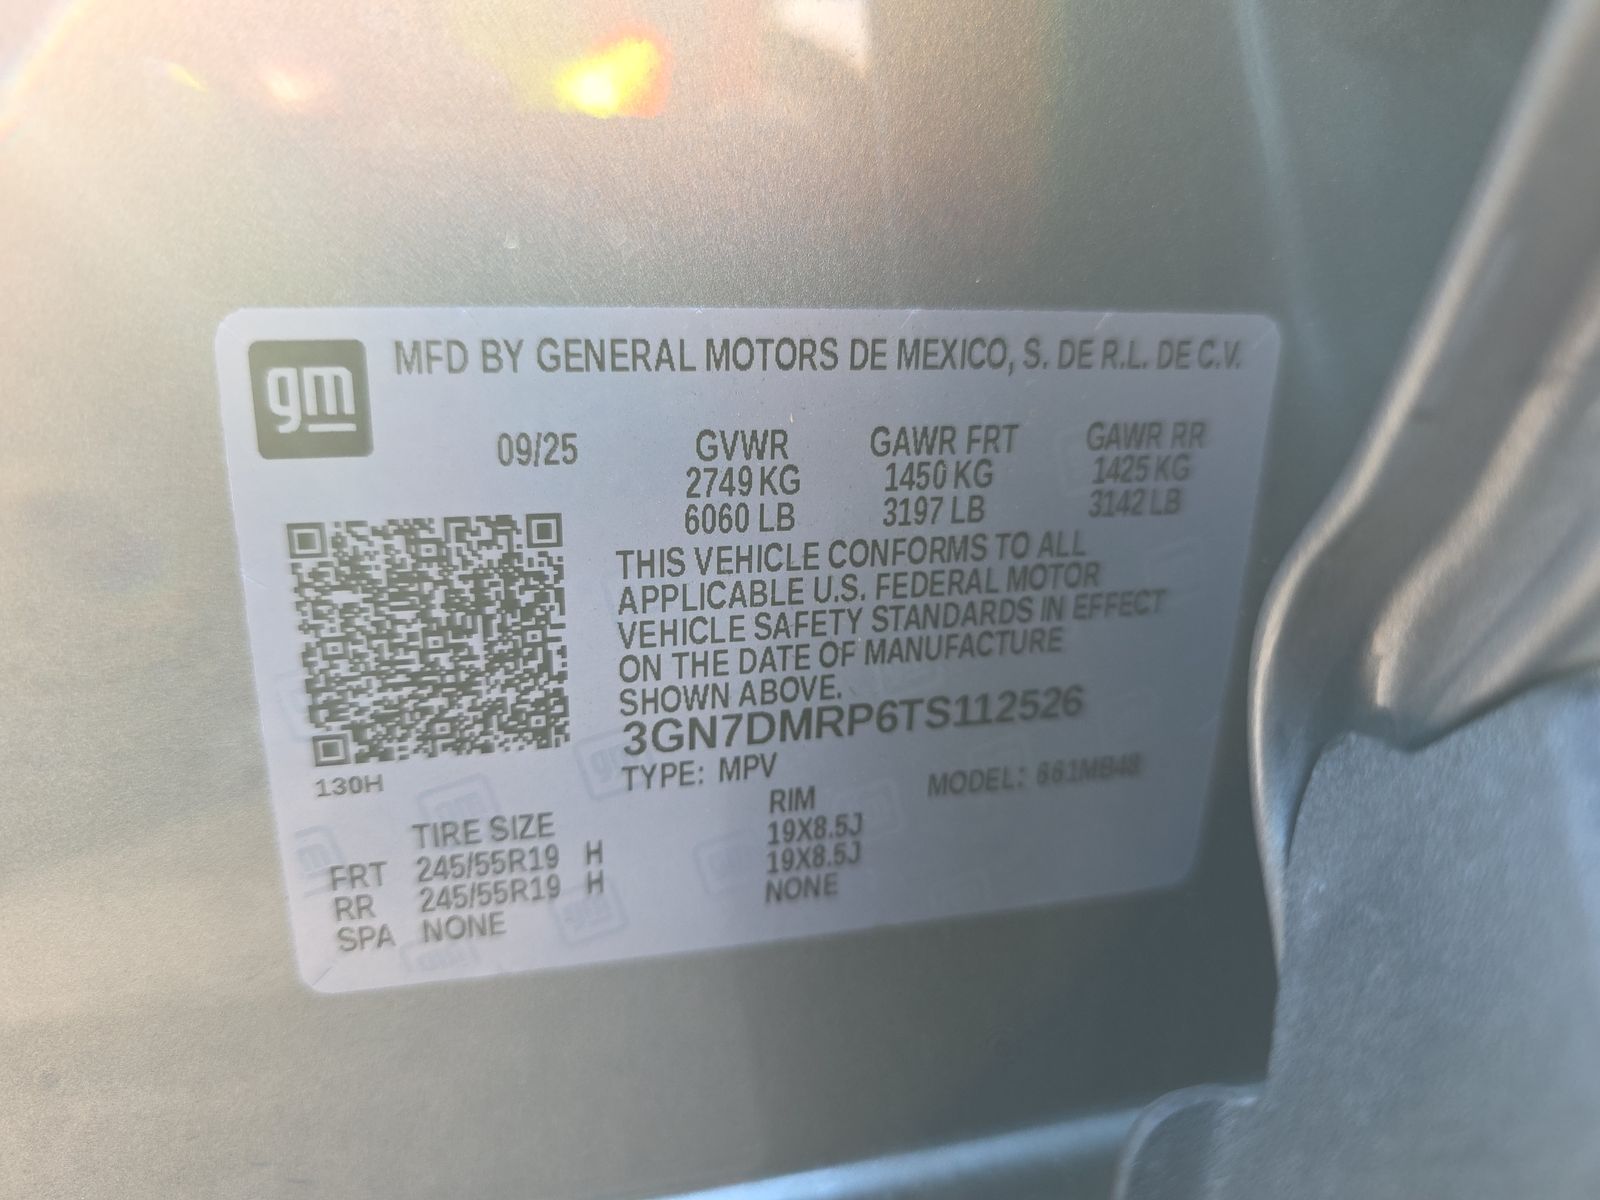 gm
MFD BY GENERAL MOTORS DE MEXICO, S. DE R.L. DE C.V.
09/25 GVWR GAWR FRT GAWR RR
2749 KG 1450 KG 1425 KG
6060 LB 3197 LB 3142 LB
THIS VEHICLE CONFORMS TO ALL
APPLICABLE U.S. FEDERAL MOTOR
VEHICLE SAFETY STANDARDS IN EFFECT
ON THE DATE OF MANUFACTURE
SHOWN ABOVE.
3GN7DMRP6TS112526
130H
TYPE: MPV MODEL:
TIRE SIZE RIM
FRT 245/55R19 H 19X8.5J
RR 245/55R19 H 19X8.5J
SPA NONE NONE